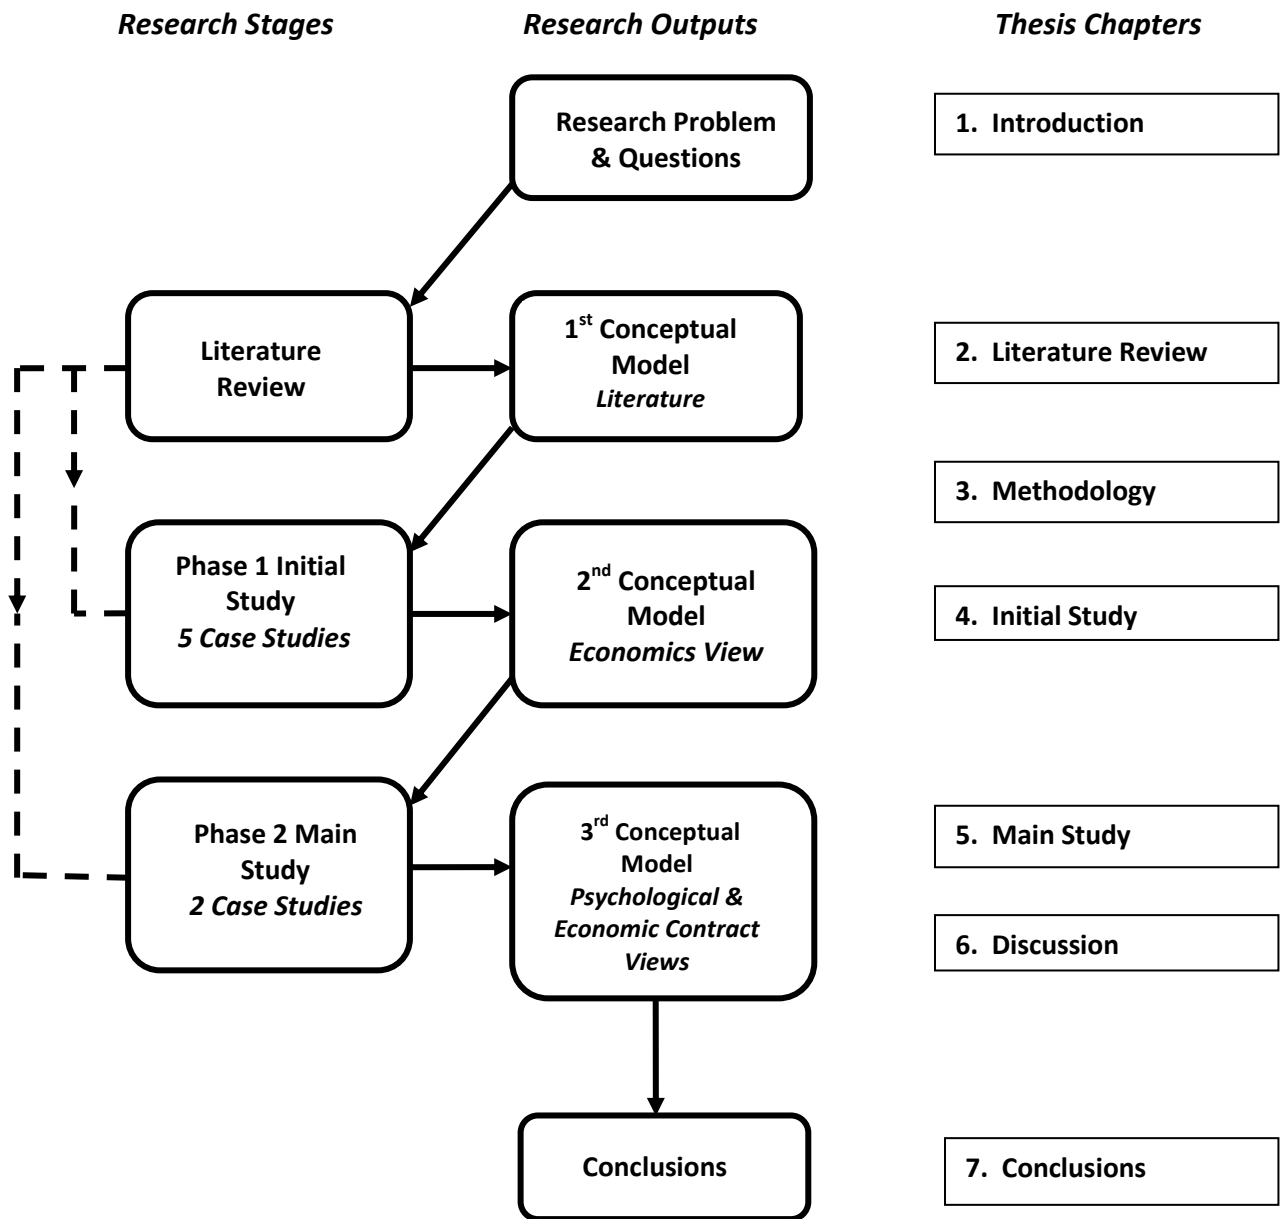 Research Stages
Research Outputs
Thesis Chapters
Research Problem
& Questions
1. Introduction
Literature
Review
1st Conceptual
Model
Literature
2. Literature Review
3. Methodology
Phase 1 Initial
Study
5 Case Studies
2nd Conceptual
Model
Economics View
4. Initial Study
Phase 2 Main
Study
2 Case Studies
3rd Conceptual
Model
Psychological &
Economic Contract
Views
5. Main Study
6. Discussion
Conclusions
7. Conclusions